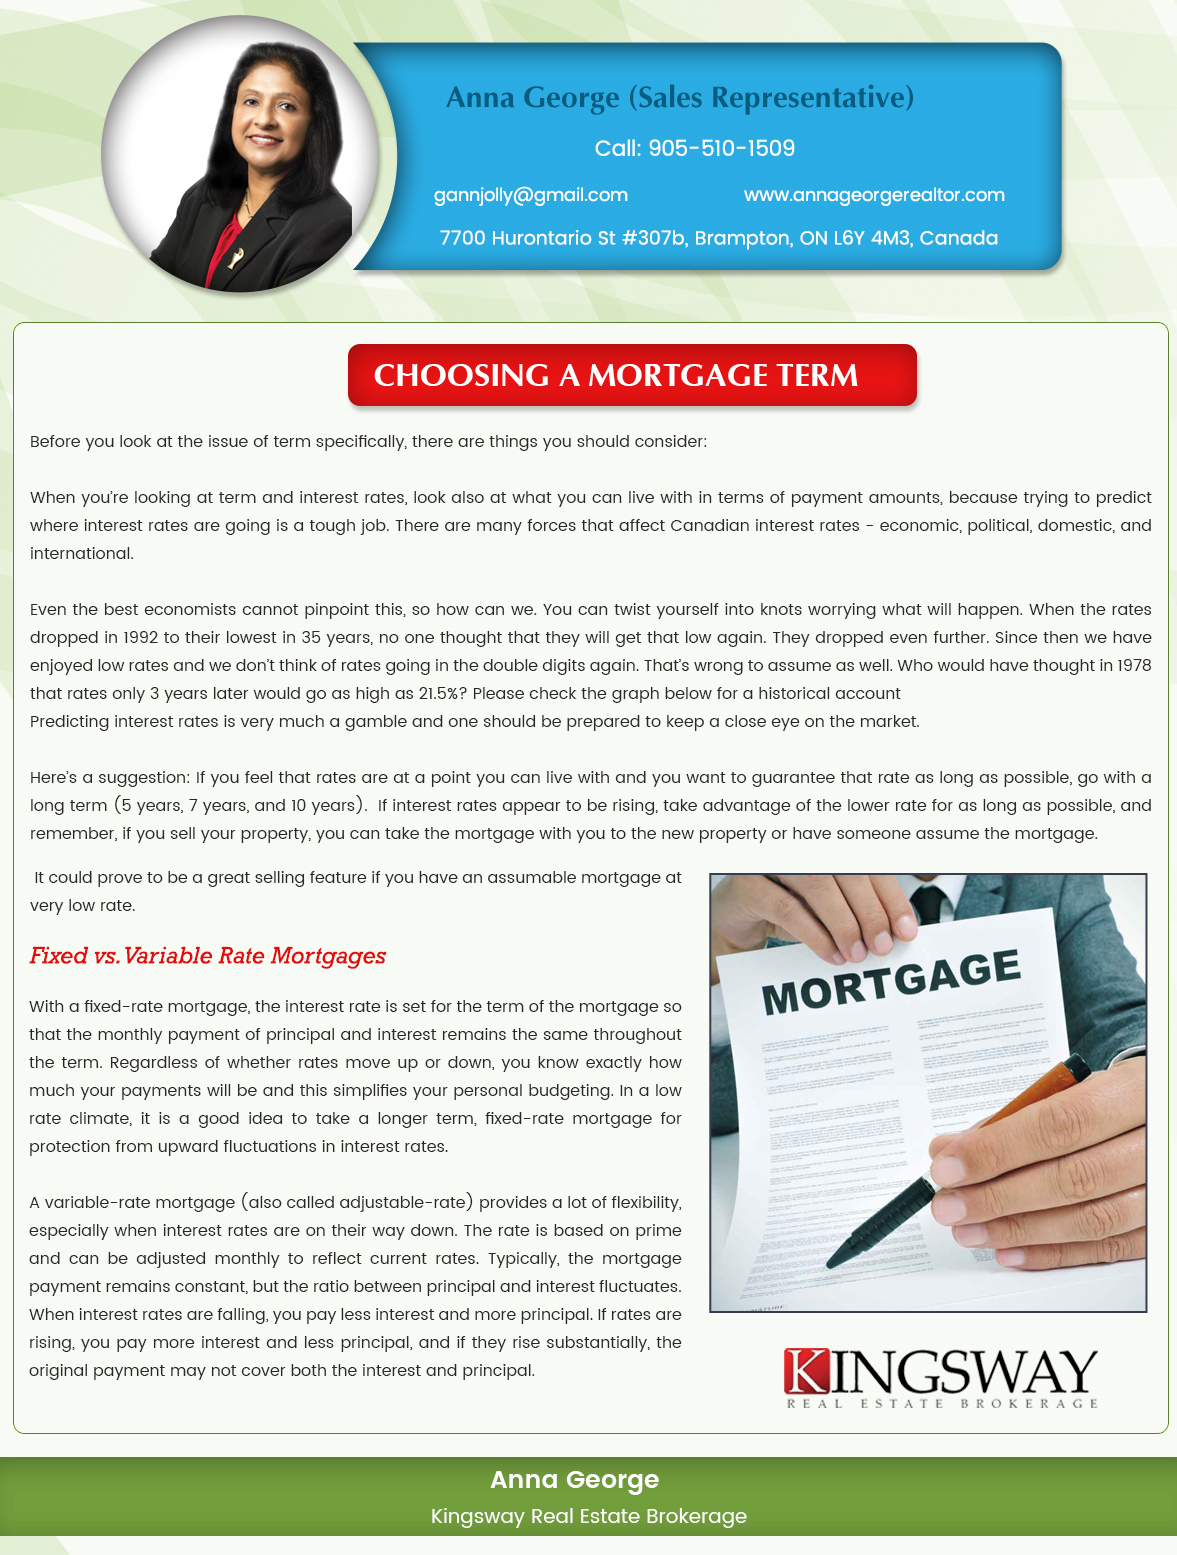 Anna George (Sales Representative)
Call: 905-510-1509
gannjolly@gmail.com www.annageorgerealtor.com
7700 Hurontario St #307b, Brampton, ON L6Y 4M3, Canada
CHOOSING A MORTGAGE TERM
Before you look at the issue of term specifically, there are things you should consider:
When you're looking at term and interest rates, look also at what you can live with in terms of payment amounts, because trying to predict
where interest rates are going is a tough job. There are many forces that affect Canadian interest rates - economic, political, domestic, and
international.
Even the best economists cannot pinpoint this, so how can we. You can twist yourself into knots worrying what will happen. When the rates
dropped in 1992 to their lowest in 35 years, no one thought that they will get that low again. They dropped even further. Since then we have
enjoyed low rates and we don't think of rates going in the double digits again. That's wrong to assume as well. Who would have thought in 1978
that rates only 3 years later would go as high as 21.5%? Please check the graph below for a historical account
Predicting interest rates is very much a gamble and one should be prepared to keep a close eye on the market.
Here's a suggestion: If you feel that rates are at a point you can live with and you want to guarantee that rate as long as possible, go with a
long term (5 years, 7 years, and 10 years). If interest rates appear to be rising, take advantage of the lower rate for as long as possible, and
remember, if you sell your property, you can take the mortgage with you to the new property or have someone assume the mortgage.
It could prove to be a great selling feature if you have an assumable mortgage at
very low rate.
Fixed vs. Variable Rate Mortgages
With a fixed-rate mortgage, the interest rate is set for the term of the mortgage so
that the monthly payment of principal and interest remains the same throughout
the term. Regardless of whether rates move up or down, you know exactly how
much your payments will be and this simplifies your personal budgeting. In a low
rate climate, it is a good idea to take a longer term, fixed-rate mortgage for
protection from upward fluctuations in interest rates.
A variable-rate mortgage (also called adjustable-rate) provides a lot of flexibility,
especially when interest rates are on their way down. The rate is based on prime
and can be adjusted monthly to reflect current rates. Typically, the mortgage
payment remains constant, but the ratio between principal and interest fluctuates.
When interest rates are falling, you pay less interest and more principal. If rates are
rising, you pay more interest and less principal, and if they rise substantially, the
original payment may not cover both the interest and principal.
MORTGAGE
KINGSWAY
REAL ESTATE BROKERAGE
Anna George
Kingsway Real Estate Brokerage